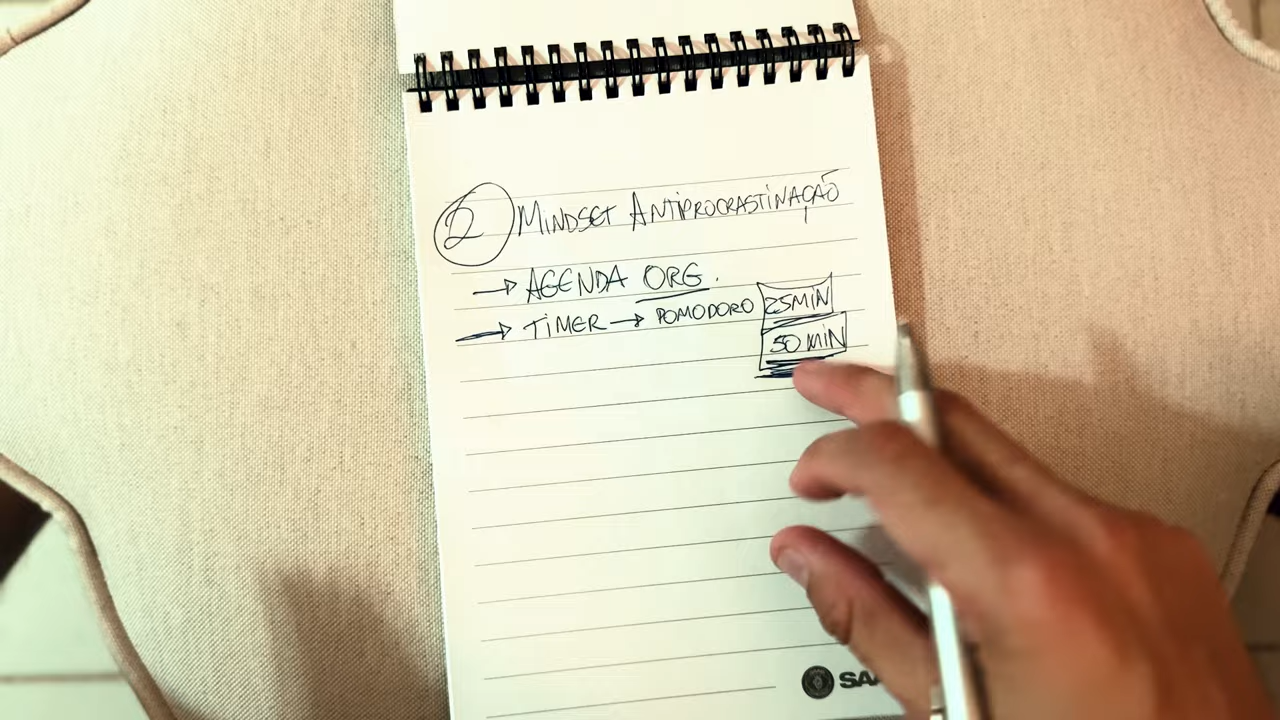 2 MINDSET ANTIPROCRASTINAÇÃO
→ AGENDA ORG.
→ TIMER → POMODORO 25MIN
50 MIN